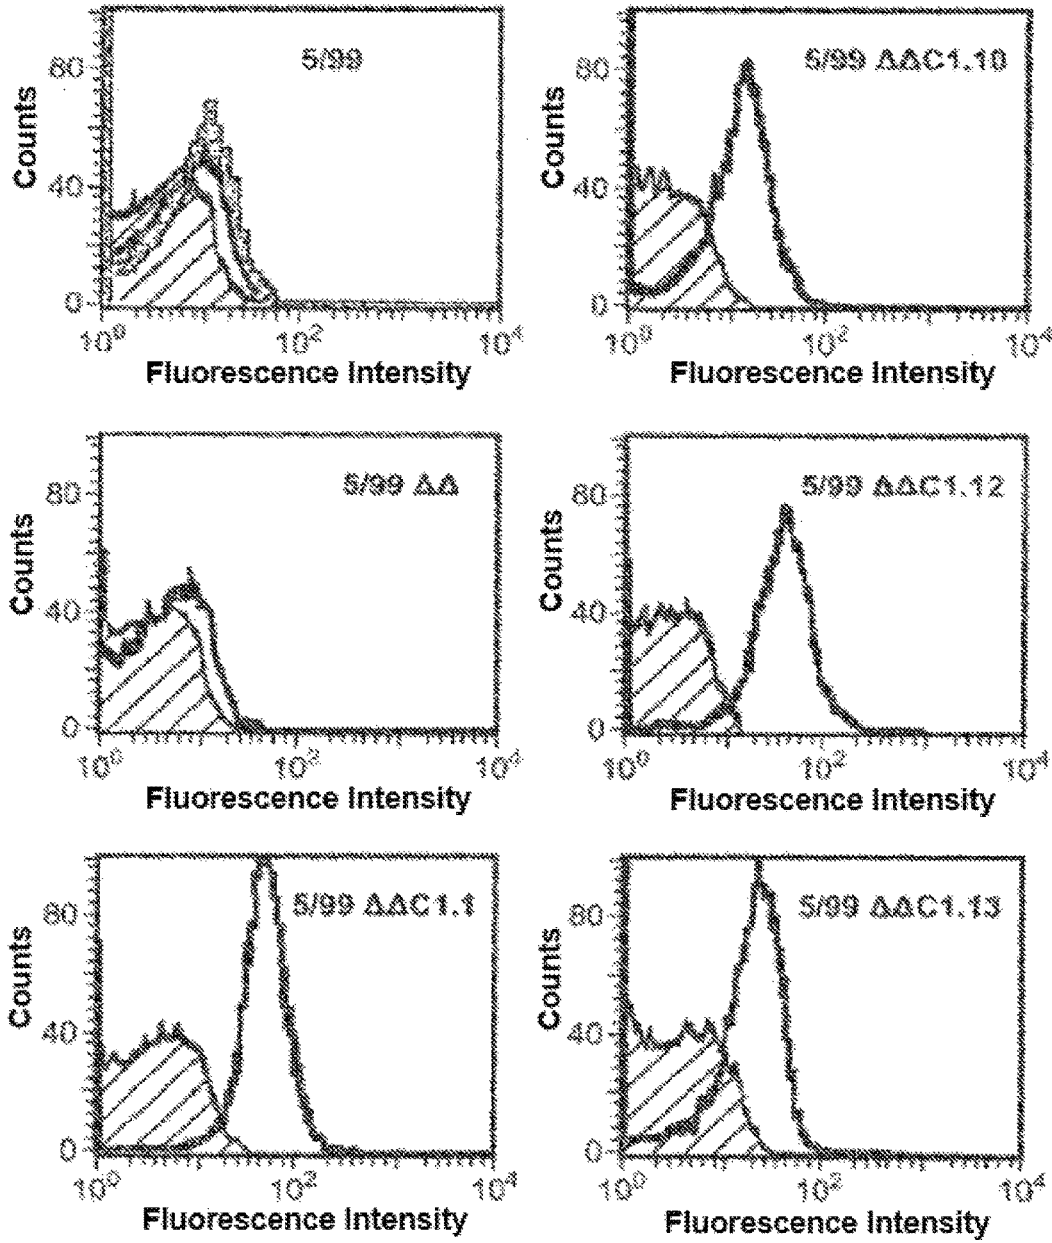 5/99
80
40
0
Counts
10⁰
10²
10⁴
Fluorescence Intensity
5/99 ΔΔC1.10
80
40
0
Counts
10⁰
10²
10⁴
Fluorescence Intensity
5/99 ΔΔ
80
40
0
Counts
10⁰
10²
10⁴
Fluorescence Intensity
5/99 ΔΔC1.12
80
40
0
Counts
10⁰
10²
10⁴
Fluorescence Intensity
5/99 ΔΔC1.1
80
40
0
Counts
10⁰
10²
10⁴
Fluorescence Intensity
5/99 ΔΔC1.13
80
40
0
Counts
10⁰
10²
10⁴
Fluorescence Intensity